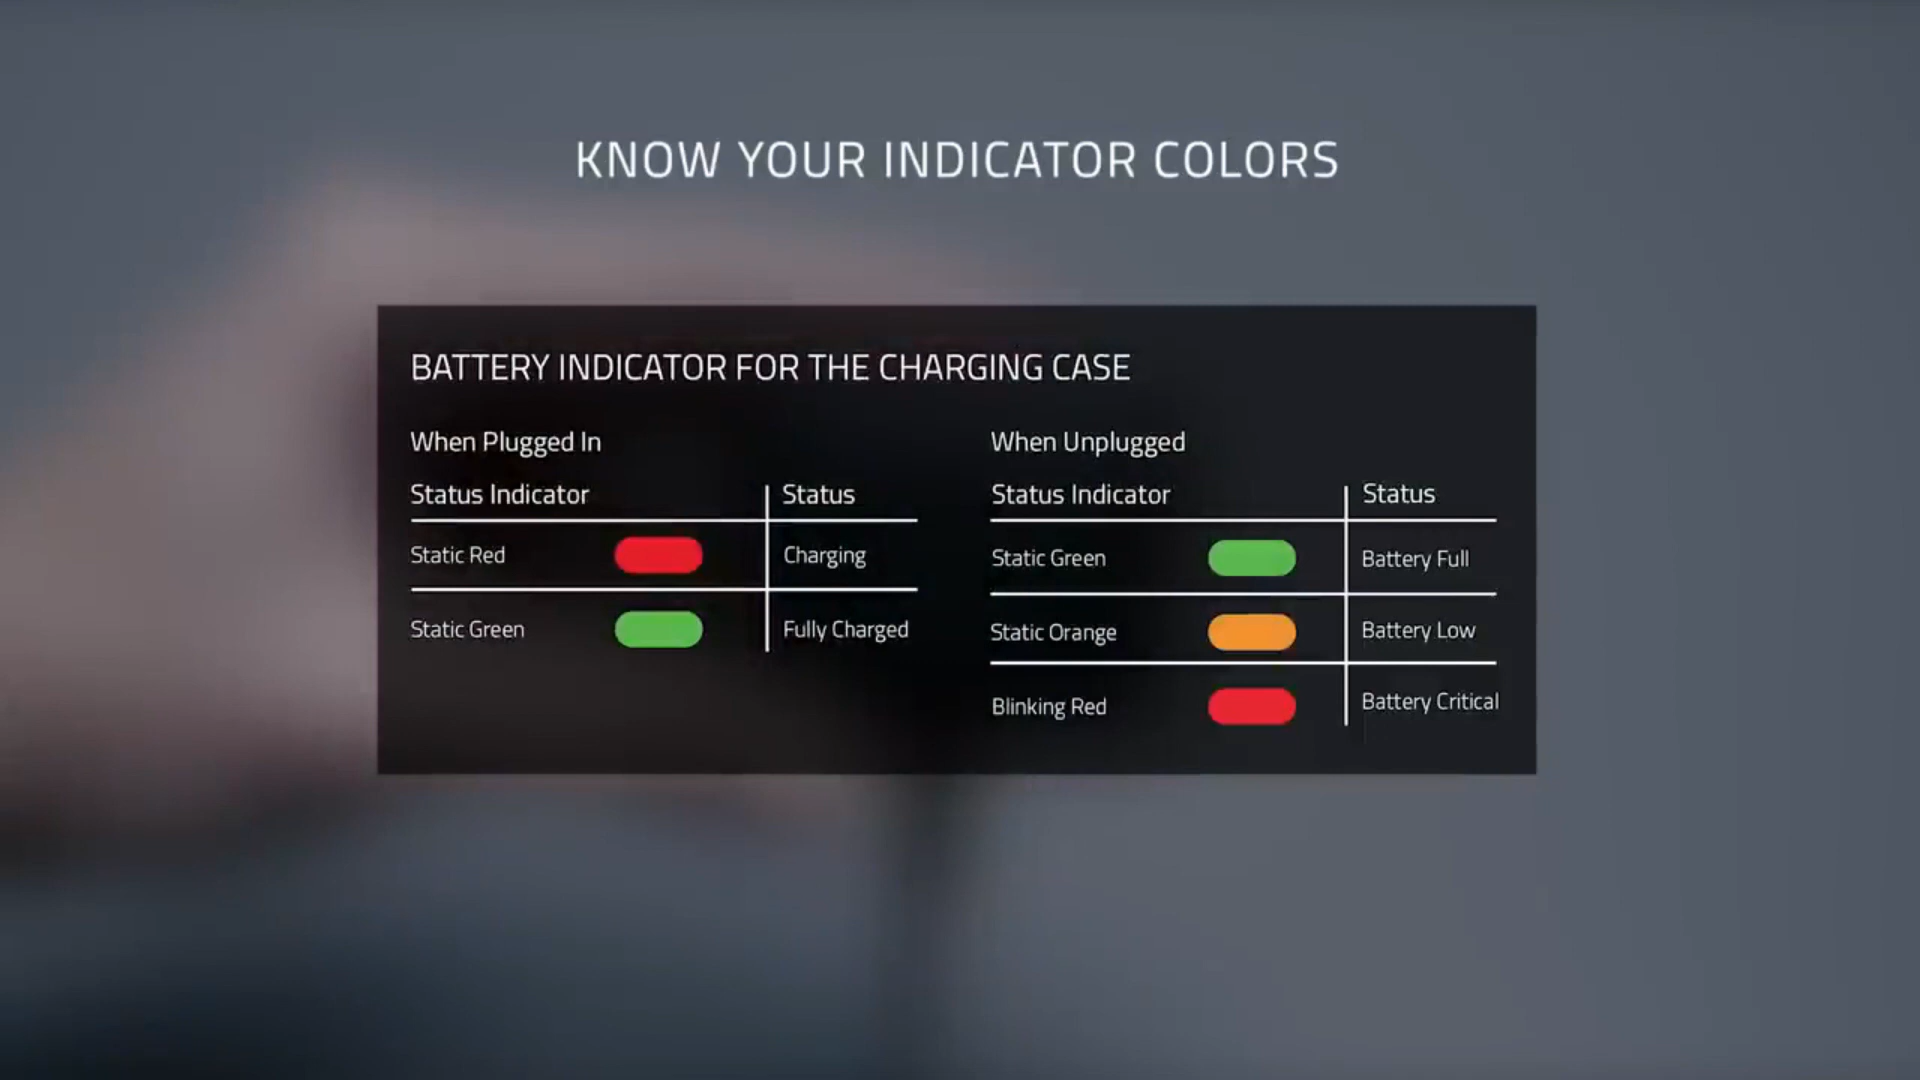 KNOW YOUR INDICATOR COLORS
BATTERY INDICATOR FOR THE CHARGING CASE
When Plugged In
Status Indicator Status
Static Red Charging
Static Green Fully Charged
When Unplugged
Status Indicator Status
Static Green Battery Full
Static Orange Battery Low
Blinking Red Battery Critical